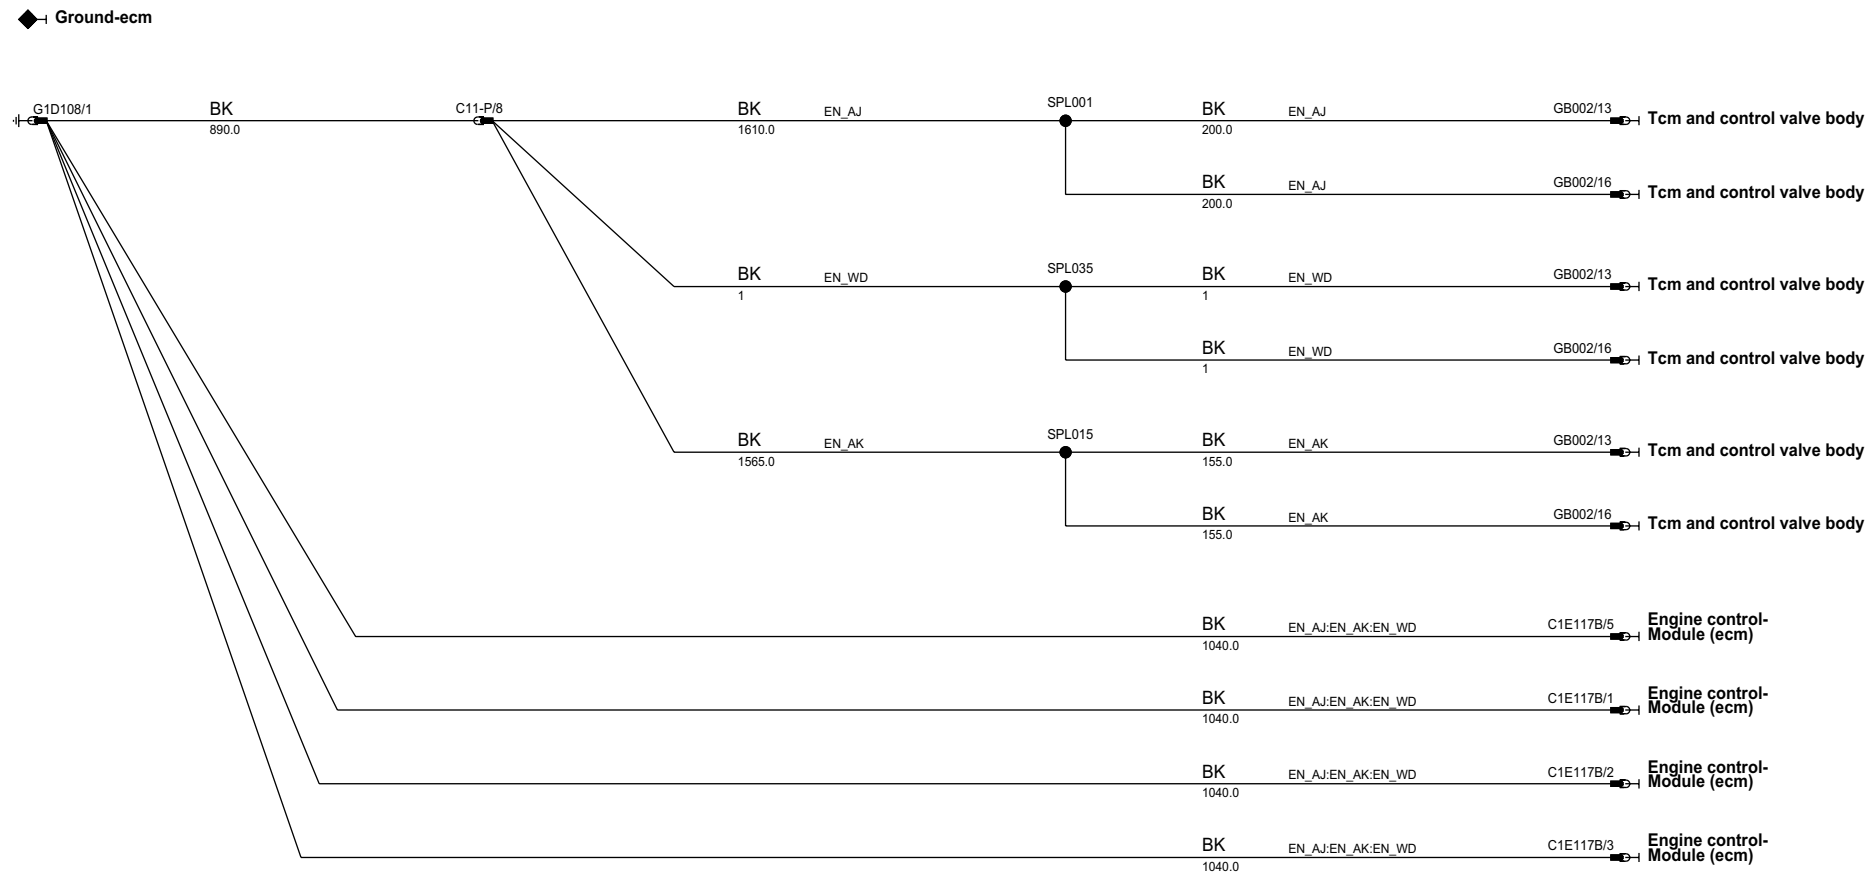 Ground-ecm
G1D108/1
BK
890.0
C11-P/8
BK
EN_AJ
1610.0
SPL001
BK
EN_AJ
200.0
GB002/13
Tcm and control valve body
BK
EN_AJ
200.0
GB002/16
Tcm and control valve body
BK
EN_WD
1
SPL035
BK
EN_WD
1
GB002/13
Tcm and control valve body
BK
EN_WD
1
GB002/16
Tcm and control valve body
BK
EN_AK
1565.0
SPL015
BK
EN_AK
155.0
GB002/13
Tcm and control valve body
BK
EN_AK
155.0
GB002/16
Tcm and control valve body
BK
EN_AJ:EN_AK:EN_WD
1040.0
C1E117B/5
Engine control-
Module (ecm)
BK
EN_AJ:EN_AK:EN_WD
1040.0
C1E117B/1
Engine control-
Module (ecm)
BK
EN_AJ:EN_AK:EN_WD
1040.0
C1E117B/2
Engine control-
Module (ecm)
BK
EN_AJ:EN_AK:EN_WD
1040.0
C1E117B/3
Engine control-
Module (ecm)